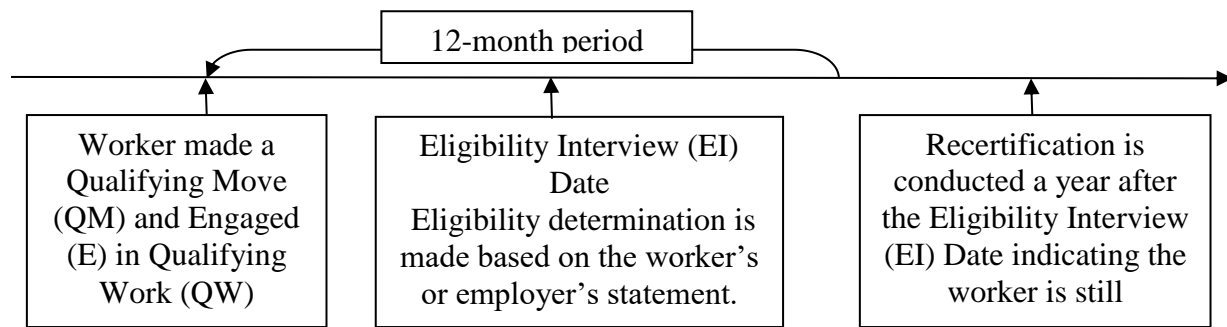 12-month period
Worker made a
Qualifying Move
(QM) and Engaged
(E) in Qualifying
Work (QW)
Eligibility Interview (EI)
Date
Eligibility determination is
made based on the worker’s
or employer’s statement.
Recertification is
conducted a year after
the Eligibility Interview
(EI) Date indicating the
worker is still